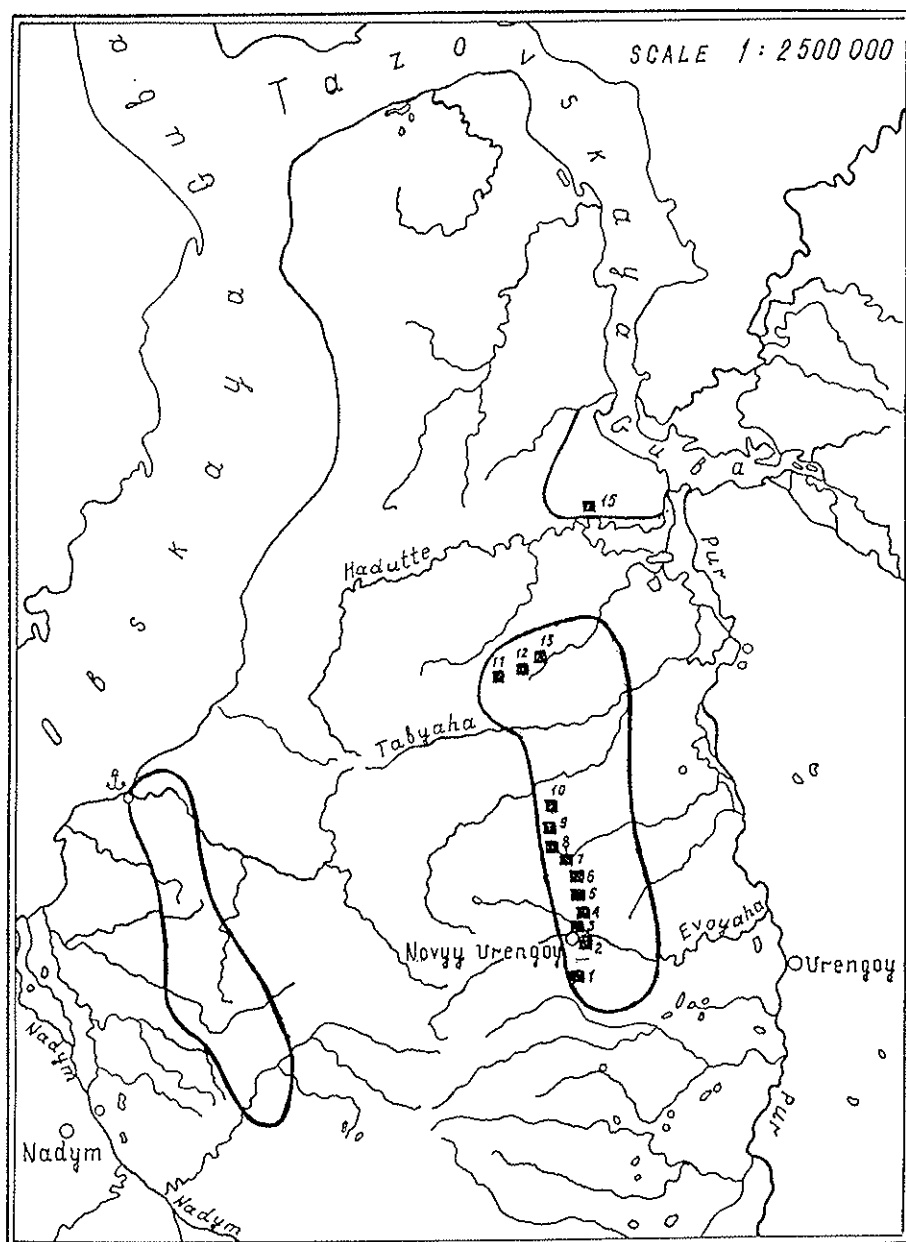 SCALE 1:2500000
Tazovskaya Guba
Obskaya Guba
15
Hadutte
Pur
11
12
13
Tabyaha
10
9
8
7
6
5
4
3
2
1
Evoyaha
Novyy Urengoy
Urengoy
Nadym
Nadym
Nadym
Pur